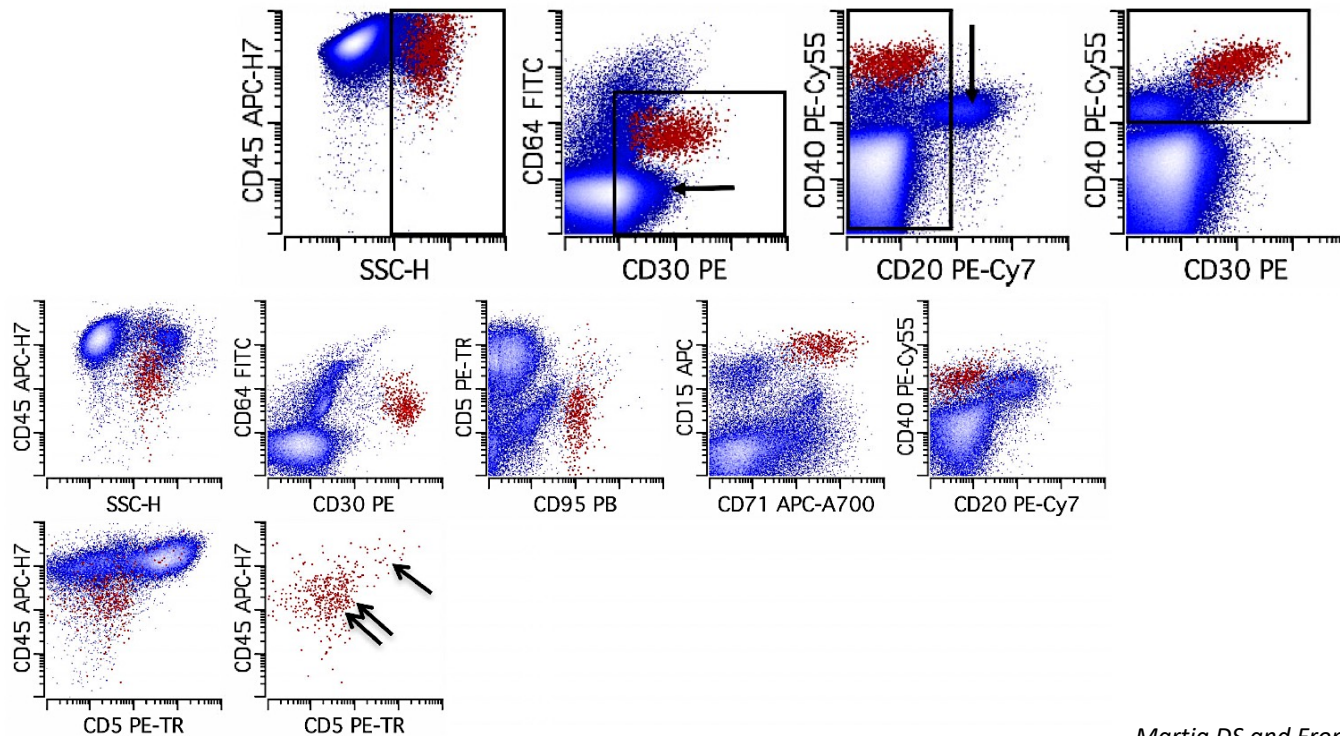 CD45 APC-H7
SSC-H
CD64 FITC
CD30 PE
CD40 PE-Cy55
CD20 PE-Cy7
CD40 PE-Cy55
CD30 PE
CD45 APC-H7
SSC-H
CD64 FITC
CD30 PE
CD5 PE-TR
CD95 PB
CD15 APC
CD71 APC-A700
CD40 PE-Cy55
CD20 PE-Cy7
CD45 APC-H7
CD5 PE-TR
CD45 APC-H7
CD5 PE-TR
DS and